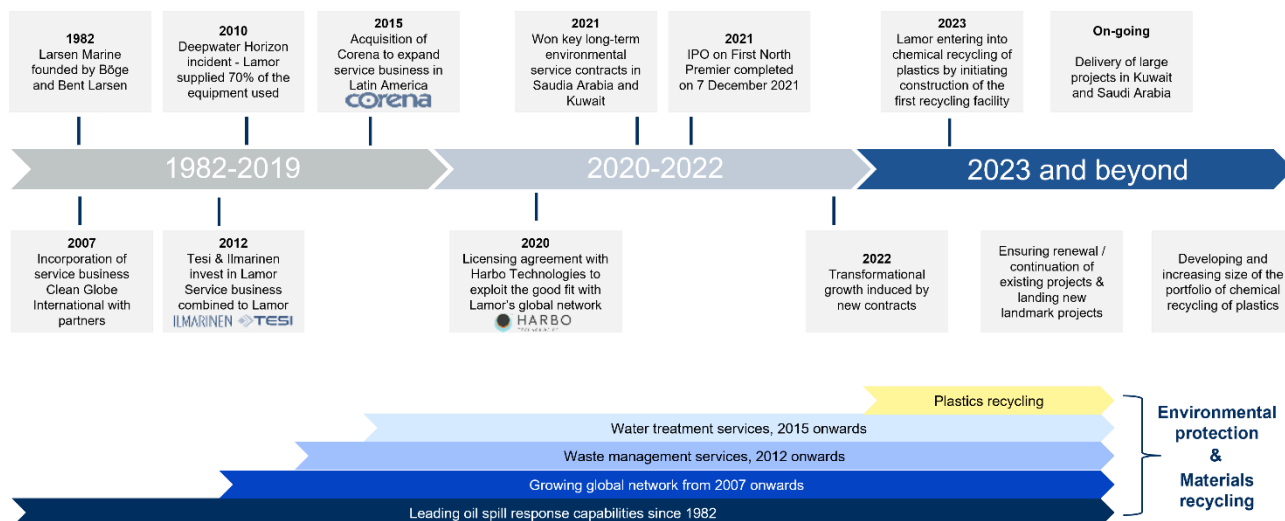 1982
Larsen Marine
founded by Böge
and Bent Larsen
2010
Deepwater Horizon
incident - Lamor
supplied 70% of the
equipment used
2015
Acquisition of
Corena to expand
service business in
Latin America
corena
2021
Won key long-term
environmental
service contracts in
Saudia Arabia and
Kuwait
2021
IPO on First North
Premier completed
on 7 December 2021
2023
Lamor entering into
chemical recycling of
plastics by initiating
construction of the
first recycling facility
On-going
Delivery of large
projects in Kuwait
and Saudi Arabia
1982-2019
2020-2022
2023 and beyond
2007
Incorporation of
service business
Clean Globe
International with
partners
2012
Tesi & Ilmarinen
invest in Lamor
Service business
combined to Lamor
ILMARINEN TESI
2020
Licensing agreement with
Harbo Technologies to
exploit the good fit with
Lamor's global network
HARBO
2022
Transformational
growth induced by
new contracts
Ensuring renewal /
continuation of
existing projects &
landing new
landmark projects
Developing and
increasing size of the
portfolio of chemical
recycling of plastics
Plastics recycling
Water treatment services, 2015 onwards
Waste management services, 2012 onwards
Growing global network from 2007 onwards
Leading oil spill response capabilities since 1982
Environmental
protection
&
Materials
recycling